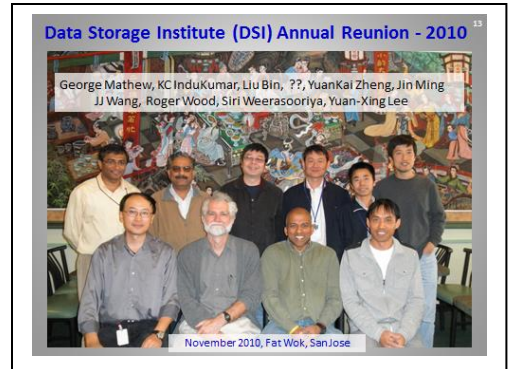 Data Storage Institute (DSI) Annual Reunion - 2010
13
George Mathew, KC InduKumar, Liu Bin, ??, YuanKai Zheng, Jin Ming
JJ Wang, Roger Wood, Siri Weerasooriya, Yuan-Xing Lee
November 2010, Fat Wok, San Jose